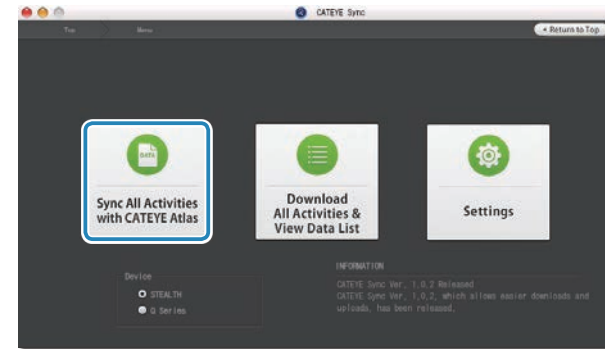 CATEYE Sync
Top
Menu
Return to Top
DATA
Sync All Activities
with CATEYE Atlas
Download
All Activities &
View Data List
Settings
Device
STEALTH
Q Series
INFORMATION
CATEYE Sync Ver. 1.0.2 Released
CATEYE Sync Ver. 1.0.2, which allows easier downloads and
uploads, has been released.